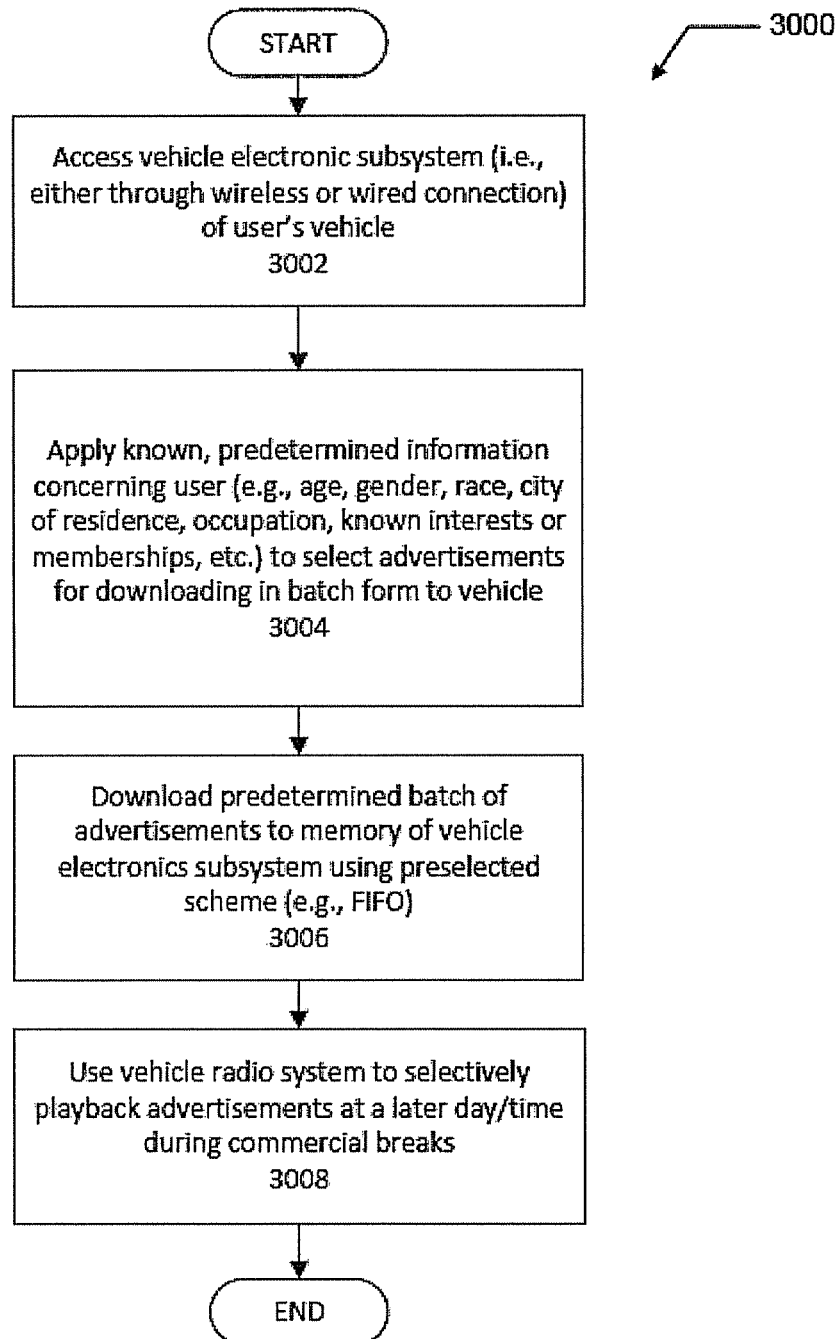 START
3000
Access vehicle electronic subsystem (i.e.,
either through wireless or wired connection)
of user's vehicle
3002
Apply known, predetermined information
concerning user (e.g., age, gender, race, city
of residence, occupation, known interests or
memberships, etc.) to select advertisements
for downloading in batch form to vehicle
3004
Download predetermined batch of
advertisements to memory of vehicle
electronics subsystem using preselected
scheme (e.g., FIFO)
3006
Use vehicle radio system to selectively
playback advertisements at a later day/time
during commercial breaks
3008
END